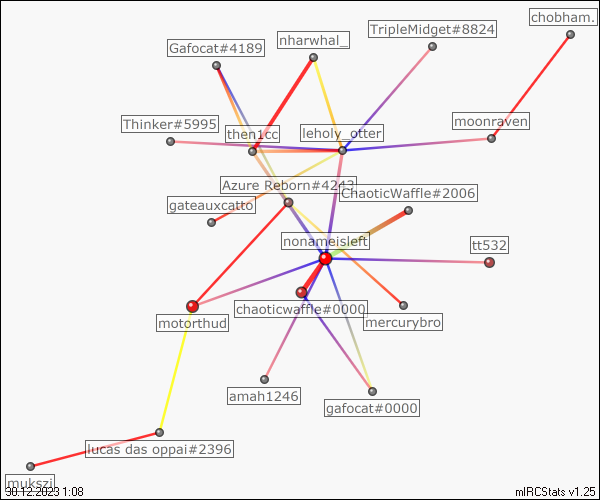 chobham.
TripleMidget#8824
nharwhal_
Gafocat#4189
Thinker#5995
moonraven
then1cc
leholy_otter
Azure Reborn#4243
ChaoticWaffle#2006
gateauxcatto
nonameisleft
tt532
chaoticwaffle#0000
motorthud
mercurybro
amah1246
gafocat#0000
lucas das oppai#2396
mukszi
30.12.2023 1:08
mIRCStats v1.25